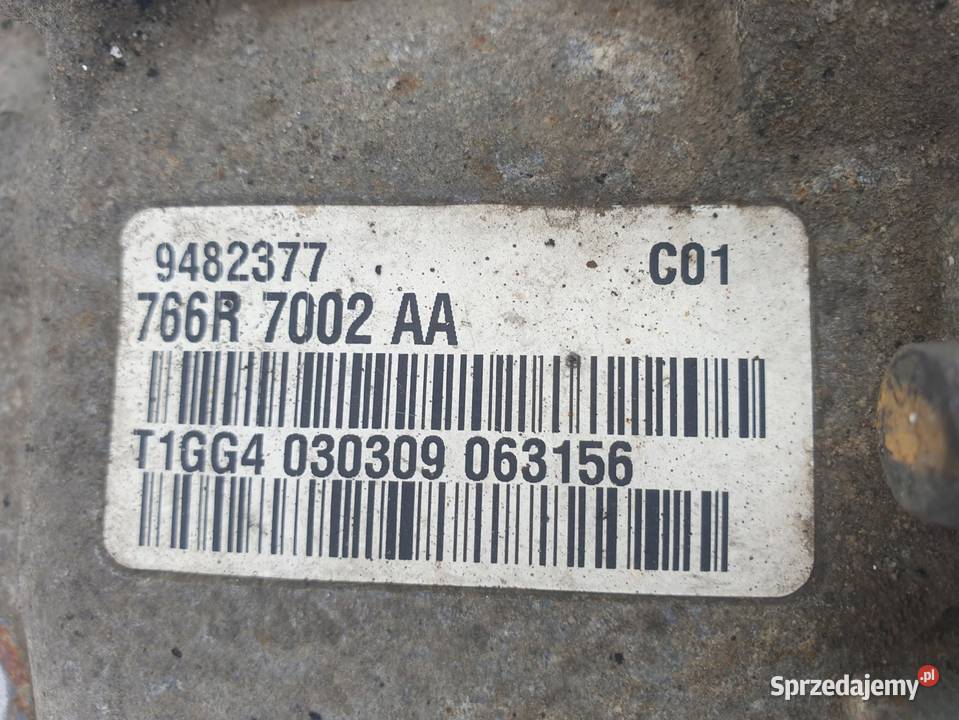 9482377 C01
766R 7002 AA
T1GG4 030309 063156
Sprzedajemy.pl